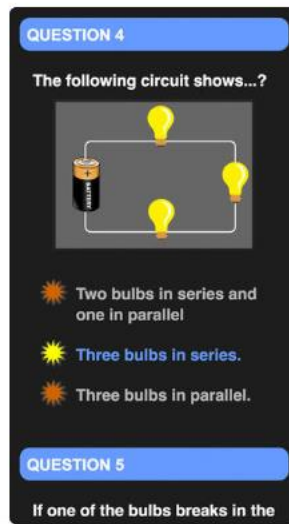 QUESTION 4
The following circuit shows...?
+
BATTERY
Two bulbs in series and
one in parallel
Three bulbs in series.
Three bulbs in parallel.
QUESTION 5
If one of the bulbs breaks in the